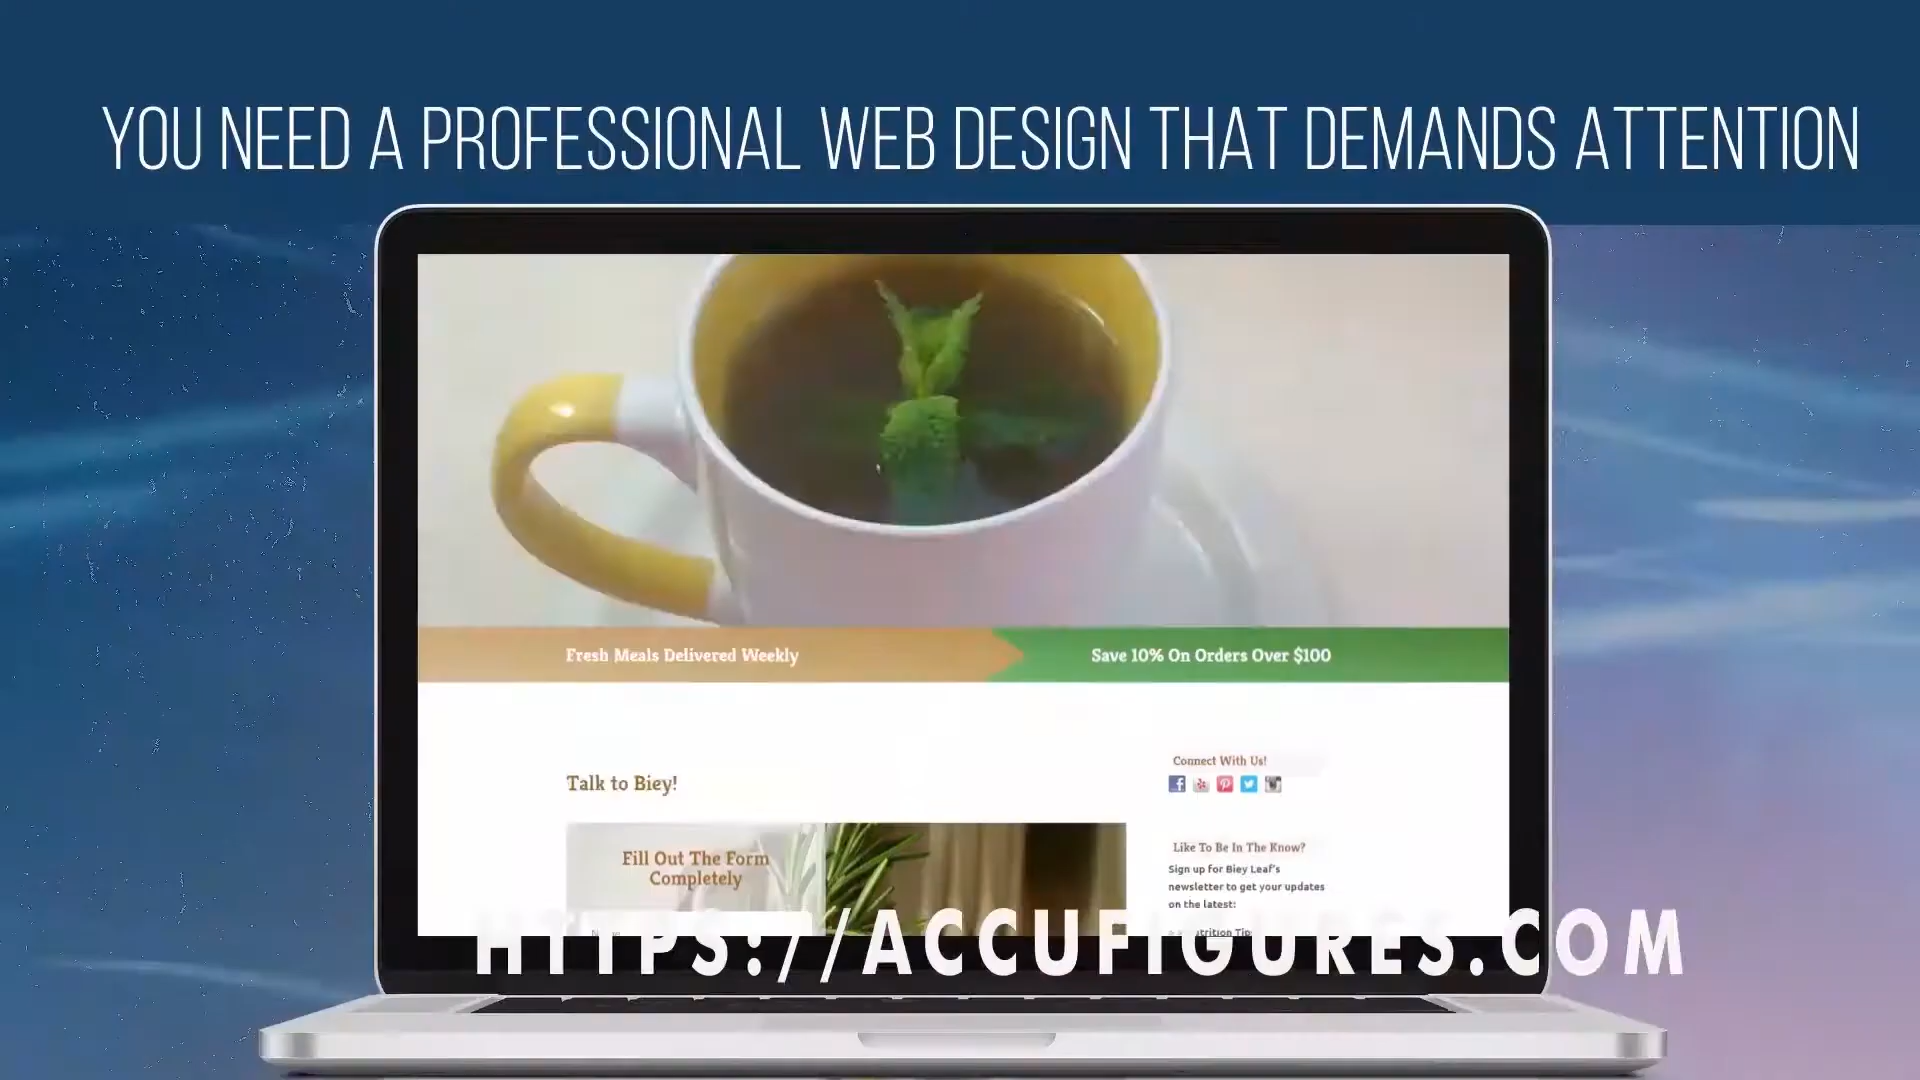 YOU NEED A PROFESSIONAL WEB DESIGN THAT DEMANDS ATTENTION
Fresh Meals Delivered Weekly
Save 10% On Orders Over $100
Talk to Biey!
Connect With Us!
Fill Out The Form
Completely
Like To Be In The Know?
Sign up for Biey Leaf's
newsletter to get your updates
on the latest:
HTTPS://ACCUFIGURES.COM